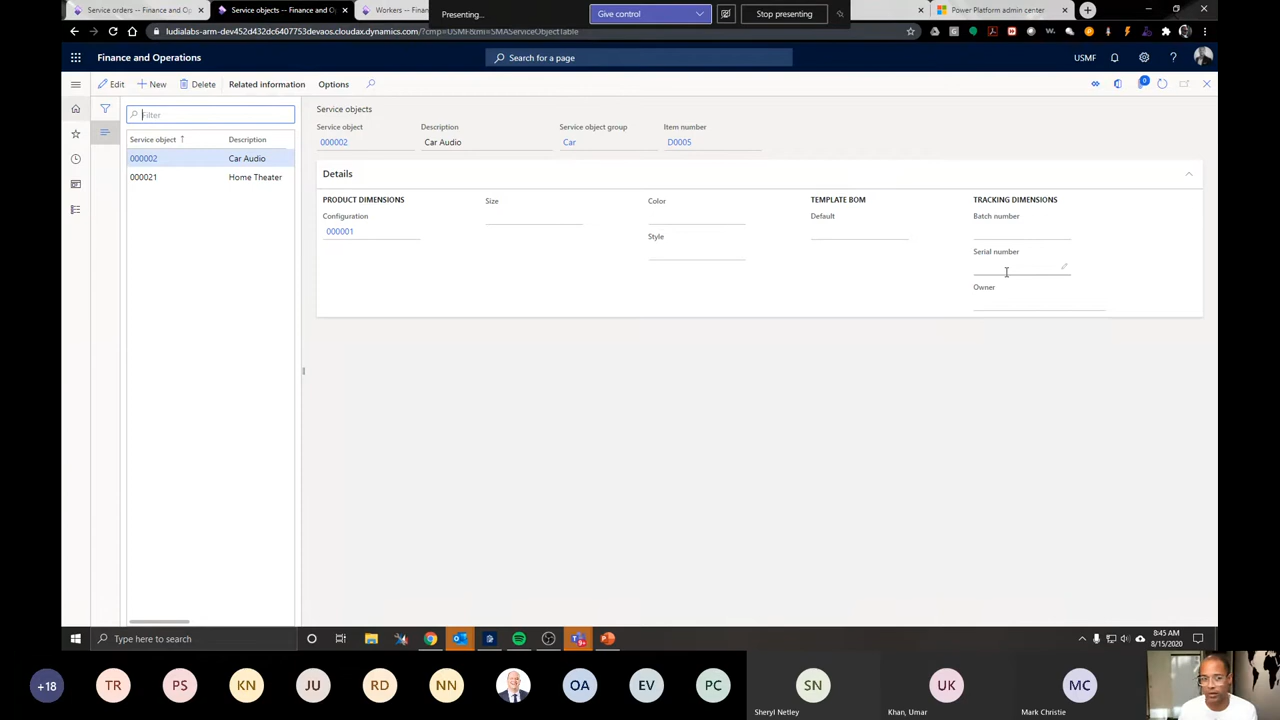 Presenting...
Give control
Stop presenting
Service orders -- Finance and Op
Service objects -- Finance and O
Workers -- Finan
Power Platform admin center
ludialabs-arm-dev452d432dc6407753devaos.cloudax.dynamics.com/?cmp=USMF&mi=SMAServiceObjectTable
Finance and Operations
Search for a page
USMF
Edit
New
Delete
Related information
Options
0
Filter
Service object
Description
000002
Car Audio
000021
Home Theater
Service objects
Service object
Description
Service object group
Item number
000002
Car Audio
Car
D0005
Details
PRODUCT DIMENSIONS
Configuration
000001
Size
Color
Style
TEMPLATE BOM
Default
TRACKING DIMENSIONS
Batch number
Serial number
Owner
Type here to search
8:45 AM
8/15/2020
+18
TR
PS
KN
JU
RD
NN
OA
EV
PC
SN
Sheryl Netley
UK
Khan, Umar
MC
Mark Christie